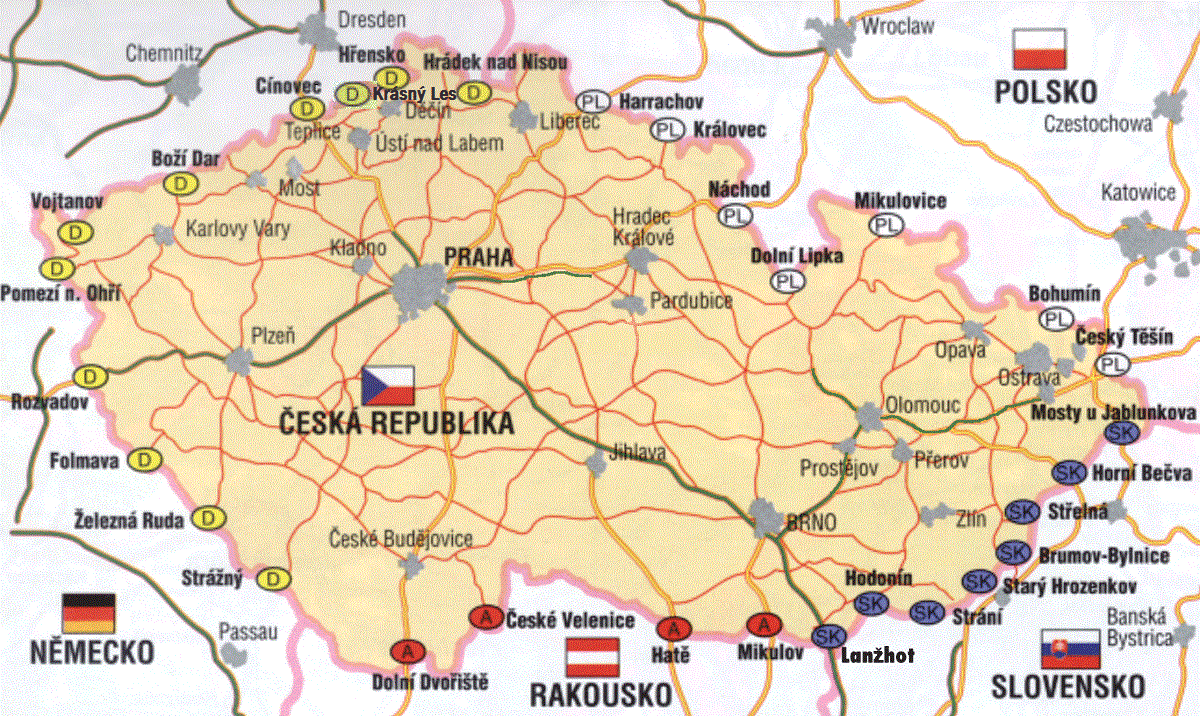 Dresden
Wroclaw
Chemnitz
Hřensko
Hrádek nad Nisou
POLSKO
Cínovec
D
D
Krásný Les
D
D
Děčín
PL
Harrachov
Czestochowa
Teplice
Liberec
PL
Královec
Ústí nad Labem
Boží Dar
D
Most
Náchod
Mikulovice
Katowice
Vojtanov
D
Karlovy Vary
Hradec
Králové
PL
PL
Kladno
PRAHA
Dolní Lipka
D
Pomezí n. Ohří
PL
Bohumín
Pardubice
PL
Český Těšín
Plzeň
Opava
PL
D
Rozvadov
Ostrava
ČESKÁ REPUBLIKA
Olomouc
Mosty u Jablunkova
SK
Folmava
D
Jihlava
Prostějov
Přerov
SK
Horní Bečva
Železná Ruda
D
BRNO
Zlín
SK
Střelná
České Budějovice
SK
Brumov-Bylnice
Strážný
D
Hodonín
SK
Starý Hrozenkov
SK
SK
Strání
Banská
Bystrica
A
České Velenice
A
Hatě
A
Mikulov
SK
Lanžhot
Passau
NĚMECKO
A
Dolní Dvořiště
RAKOUSKO
SLOVENSKO